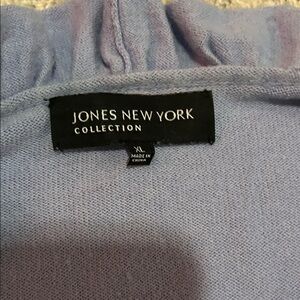 JONES NEW YORK
COLLECTION
XL
MADE IN
CHINA